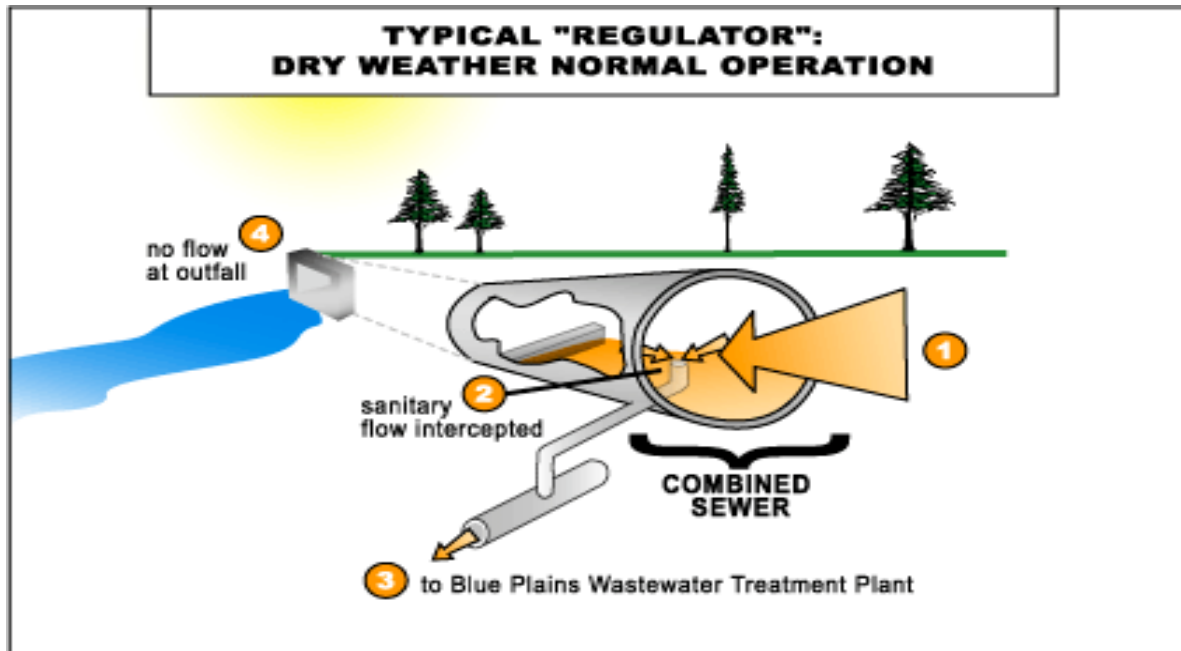 TYPICAL "REGULATOR":
DRY WEATHER NORMAL OPERATION
4
no flow
at outfall
1
2
sanitary
flow intercepted
COMBINED
SEWER
3 to Blue Plains Wastewater Treatment Plant